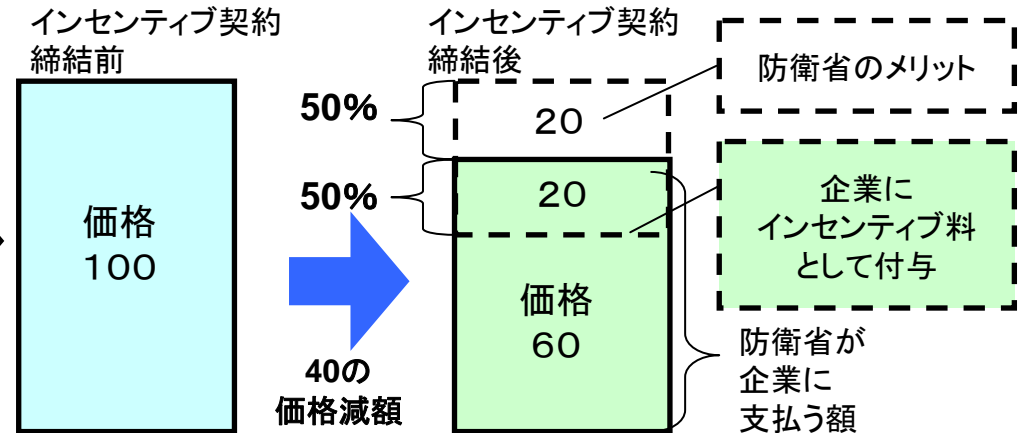 インセンティブ契約
締結前
価格
１００
40の
価格減額
インセンティブ契約
締結後
50%
２０
50%
２０
価格
６０
防衛省のメリット
企業に
インセンティブ料
として付与
防衛省が
企業に
支払う額